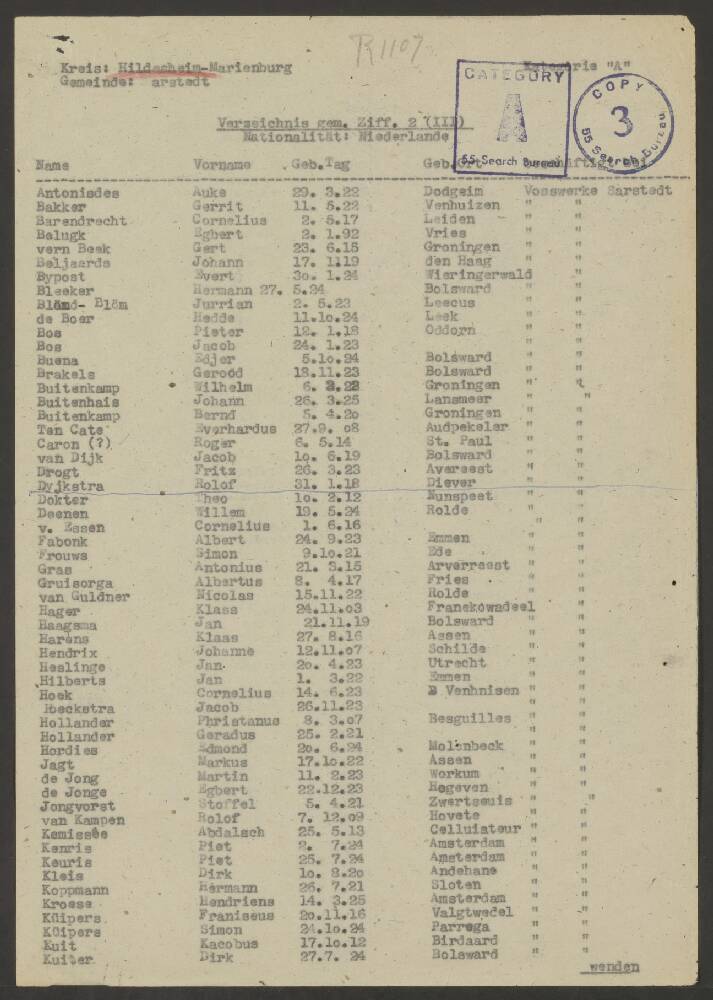 R 1107
Kreis: Hildesheim-Marienburg Kategorie "A"
Gemeinde: arstedt
CATEGORY
A
SS Search Bureau
COPY
3
SS Search Bureau
Verzeichnis gem. Ziff. 2 (III)
Nationalität: Niederlande
Name Vorname Geb.Tag Geb.Ort
Antonisdes Auke 29. 3.22 Dodgeim Vosswerke Sarstedt
Bakker Gerrit 11. 5.22 Venhuizen " "
Barendrecht Cornelius 2. 5.17 Leiden " "
Belugk Egbert 2. 1.92 Vries " "
vern Beek Gert 23. 6.15 Groningen " "
Beljaards Johann 17. 1119 den Haag " "
Bypost Evert 30. 1.24 Wieringerwald " "
Bleeker Hermann 27. 5.24 Bolsward " "
Blömd- Blöm Jurrian 2. 5.23 Leecus " "
de Boer Hedde 11.10.24 Leek " "
Bos Pieter 12. 1.18 Oddorn " "
Bos Jacob 24. 1.23 " "
Buena Edjer 5.10.24 Bolsward " "
Brakels Gerood 18.11.23 Bolsward " "
Buitenkamp Wilhelm 6. 2.22 Groningen " "
Buitenhais Johann 26. 3.25 Lansmeer " "
Buitenkamp Bernd 5. 4.20 Groningen " "
Ten Cate Everhardus 27.9. 08 Audpekeler " "
Caron (?) Roger 6. 5.14 St. Paul " "
van Dijk Jacob 10. 6.19 Bolsward " "
Drogt Fritz 26. 3.23 Avereest " "
Dyjkstra Rolof 31. 1.18 Diever " "
Dokter Theo 10. 2.12 Nunspeet " "
Deenen Willem 19. 5.24 Rolde " "
v. Essen Cornelius 1. 6.16 " "
Fabonk Albert 24. 9.23 Emmen " "
Frouws Simon 9.10.21 Ede " "
Gras Antonius 21. 3.15 Arverreest " "
Gruisorga Albertus 8. 4.17 Fries " "
van Guldner Nicolas 15.11.22 Rolde " "
Hager Klass 24.11.03 Franekowadeel " "
Haagsma Jan 21.11.19 Bolsward " "
Harens Klaas 27. 8.16 Assen " "
Hendrix Johanne 12.11.07 Schilde " "
Heslinge Jan 20. 4.23 Utrecht " "
Hilberts Jan 1. 3.22 Emmen " "
Hoek Cornelius 14. 6.23 Venhnisen " "
Hoeckstra Jacob 26.11.23 " "
Hollander Phristanus 8. 3.07 Besguilles " "
Hollander Geradus 25. 2.21 " "
Hordies Edmond 20. 6.24 Molenbeck " "
Jagt Markus 17.10.22 Assen " "
de Jong Martin 11. 2.23 Workum " "
de Jonge Egbert 22.12.23 Hogeven " "
Jongvorst Stoffel 5. 4.21 Zwertseuis " "
van Kampen Rolof 7. 12.09 Hovete " "
Kemissêe Abdalsch 25. 5.13 Celluiateur " "
Kenris Piet 2. 7.24 Amsterdam " "
Keuris Piet 25. 7.24 Amsterdam " "
Kleis Dirk 10. 8.20 Andehane " "
Koppmann Hermann 26. 7.21 Sloten " "
Kroese Hendriens 14. 3.25 Amsterdam " "
Küipers Franiseus 20.11.16 Valgtwedel " "
Küipers Simon 24.10.24 Parrega " "
Kuit Kacobus 17.10.12 Birdaard " "
Kuiter Dirk 27.7. 24 Bolsward " "
wenden